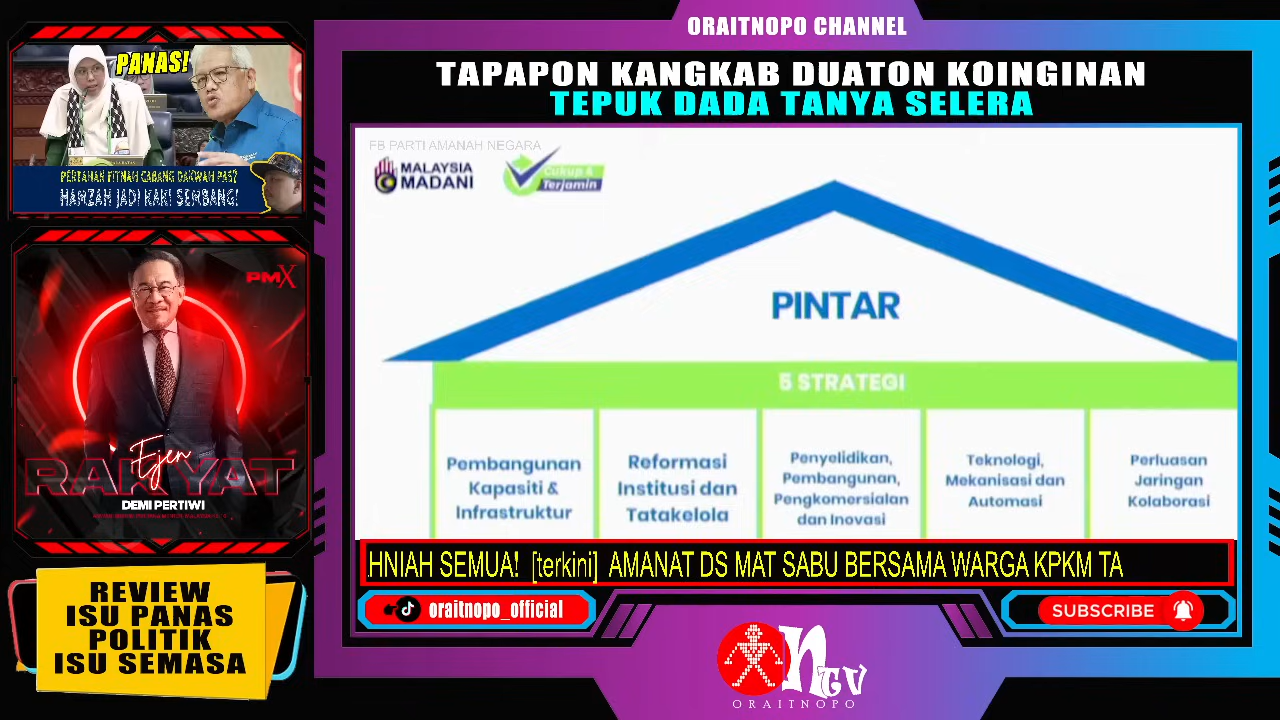 ORAITNOPO CHANNEL
TAPAPON KANGKAB DUATON KOINGINAN
TEPUK DADA TANYA SELERA
PANAS!
PERTAHAN FITNAH CABANG DAKWAH PAS?
HAMZAH JADI KAKI SEMBANG!
PMX
Ejen
RAKYAT
DEMI PERTIWI
REVIEW
ISU PANAS
POLITIK
ISU SEMASA
FB PARTI AMANAH NEGARA
MALAYSIA
MADANI
Cukup &
Terjamin
PINTAR
5 STRATEGI
Pembangunan
Kapasiti &
Infrastruktur
Reformasi
Institusi dan
Tatakelola
Penyelidikan,
Pembangunan,
Pengkomersialan
dan Inovasi
Teknologi,
Mekanisasi dan
Automasi
Perluasan
Jaringan
Kolaborasi
HNIAH SEMUA! [terkini] AMANAT DS MAT SABU BERSAMA WARGA KPKM TA
oraitnopo_official
SUBSCRIBE
ntv
ORAITNOPO